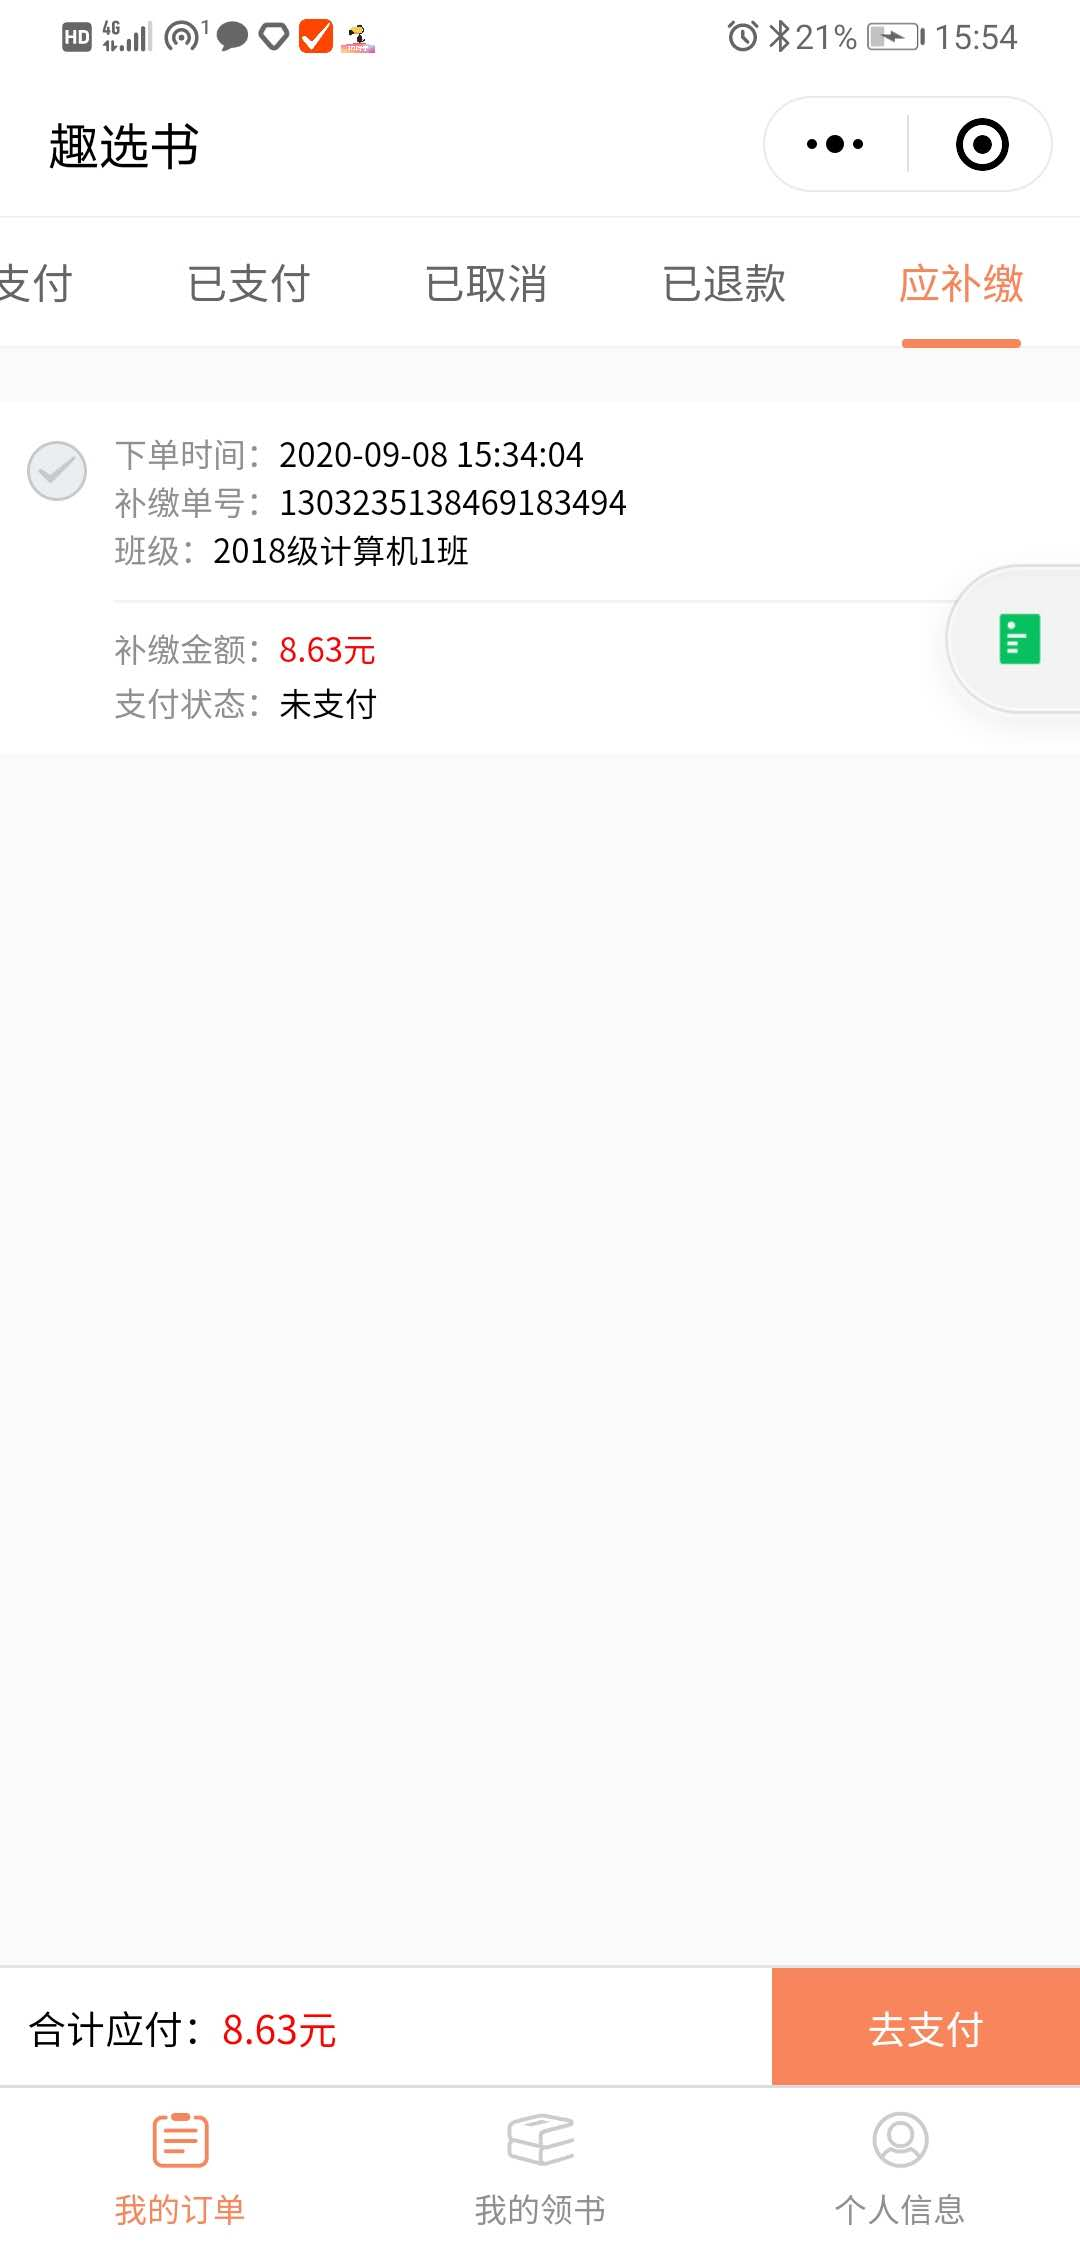 HD 4G 1 21% 15:54
趣选书
支付 已支付 已取消 已退款 应补缴
下单时间：2020-09-08 15:34:04
补缴单号：1303235138469183494
班级：2018级计算机1班
补缴金额：8.63元
支付状态：未支付
合计应付：8.63元 去支付
我的订单 我的领书 个人信息